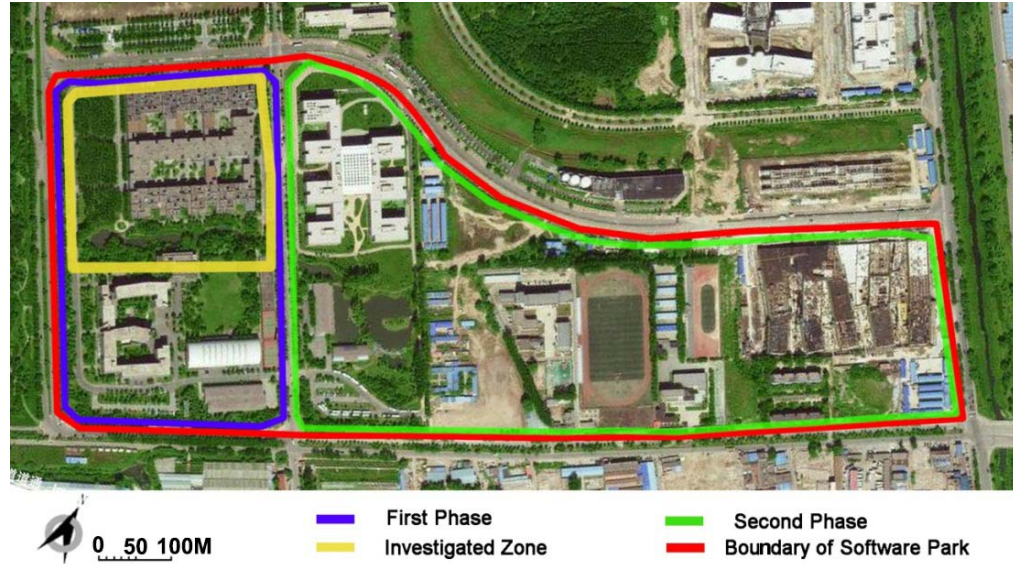 0 50 100M
First Phase
Second Phase
Investigated Zone
Boundary of Software Park